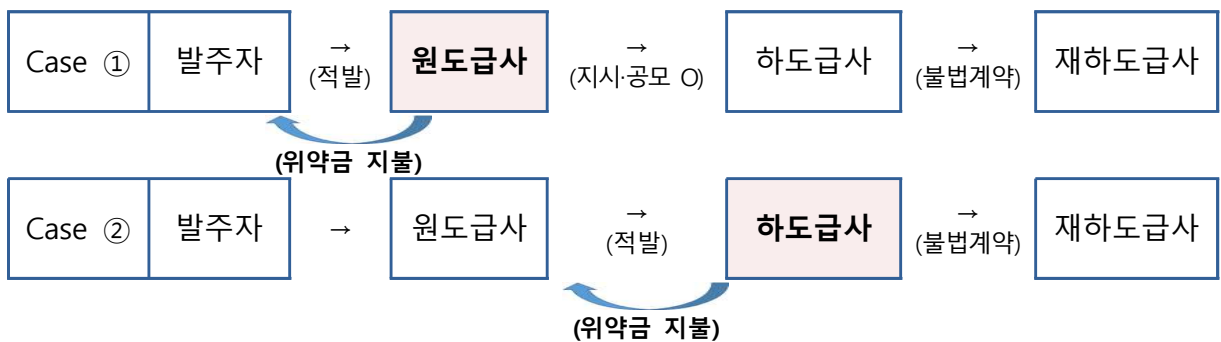 Case ① 발주자 → (적발) 원도급사 → (지시·공모 O) 하도급사 → (불법계약) 재하도급사
(위약금 지불)
Case ② 발주자 → 원도급사 → (적발) 하도급사 → (불법계약) 재하도급사
(위약금 지불)